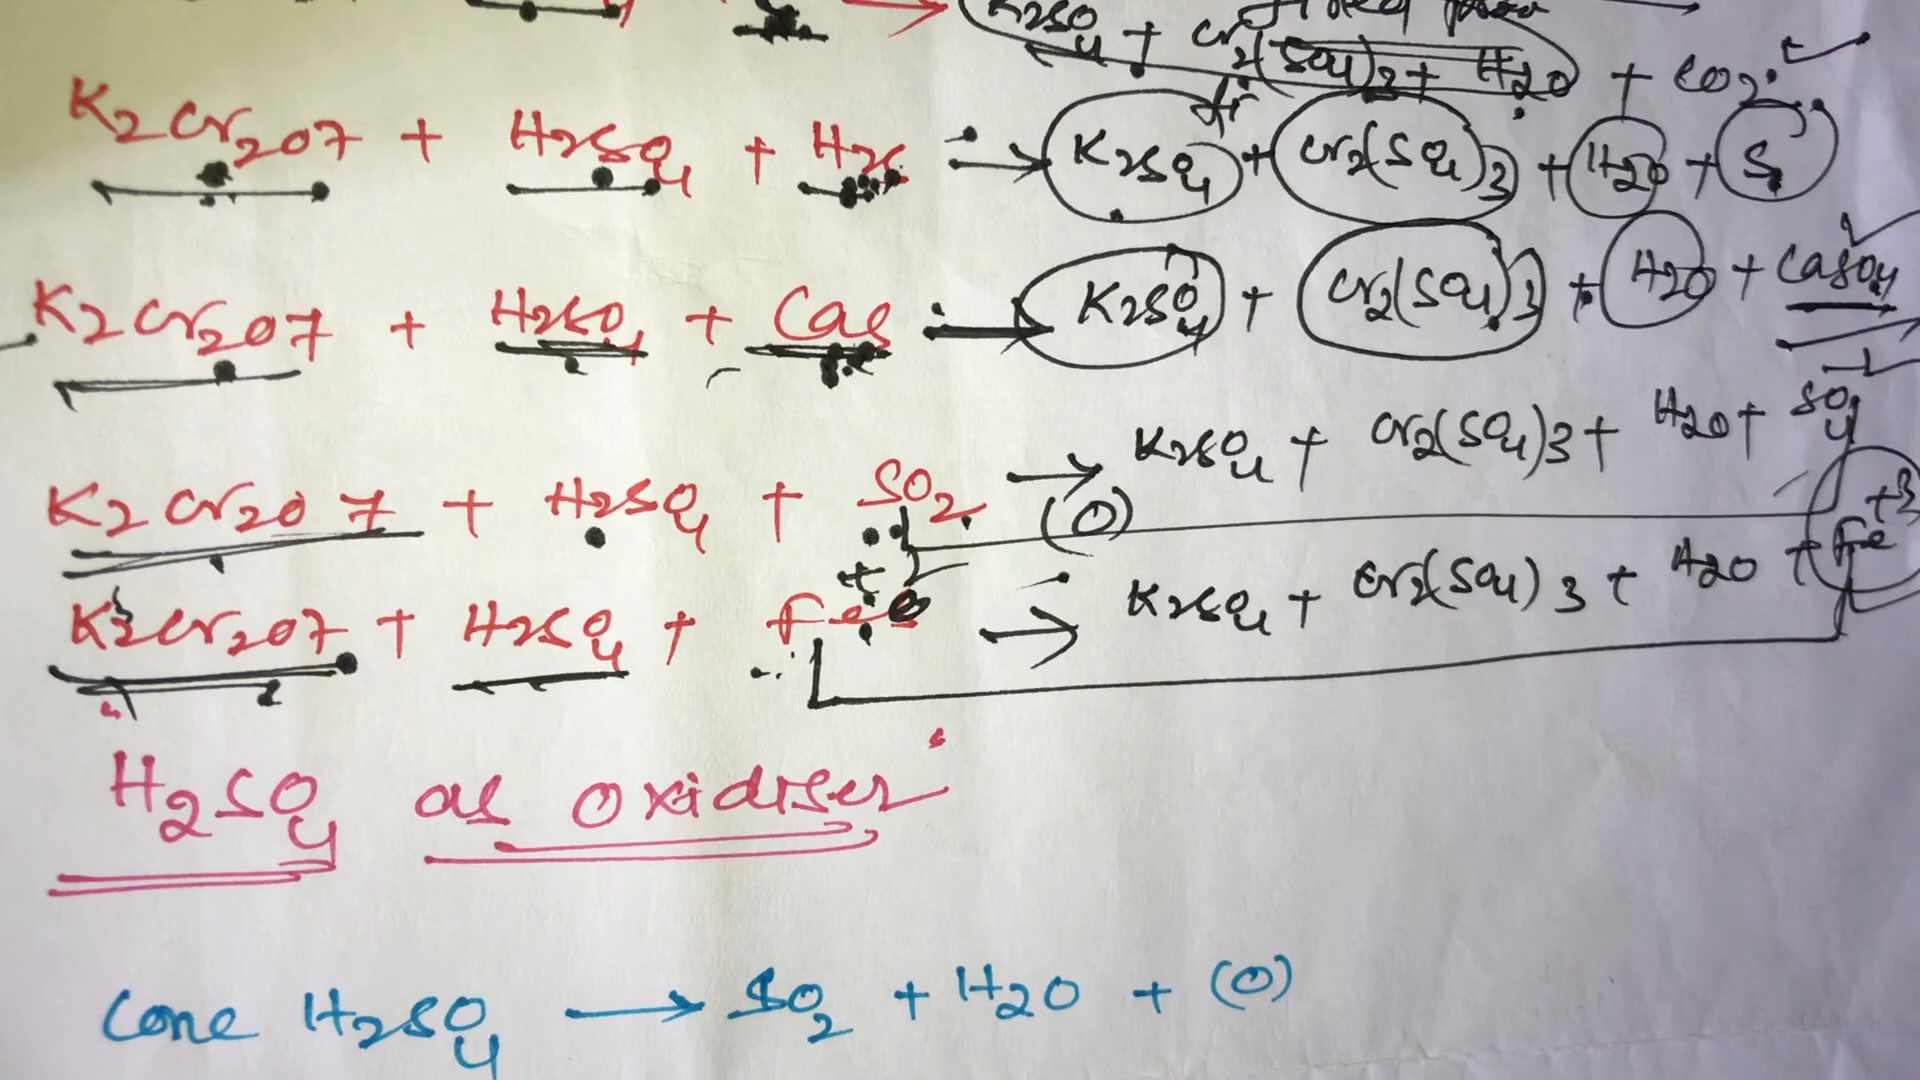 K2SO4 + Cr2(SO4)3 + H2O + CO2
K2Cr2O7 + H2SO4 + H2S → K2SO4 + Cr2(SO4)3 + H2O + S
K2Cr2O7 + H2SO4 + CaS → K2SO4 + Cr2(SO4)3 + H2O + CaSO4
K2Cr2O7 + H2SO4 + SO2 → (O) K2SO4 + Cr2(SO4)3 + H2O + SO4
K2Cr2O7 + H2SO4 + Fe → K2SO4 + Cr2(SO4)3 + H2O + Fe+3
H2SO4 as Oxidiser
Conc H2SO4 → SO2 + H2O + (O)